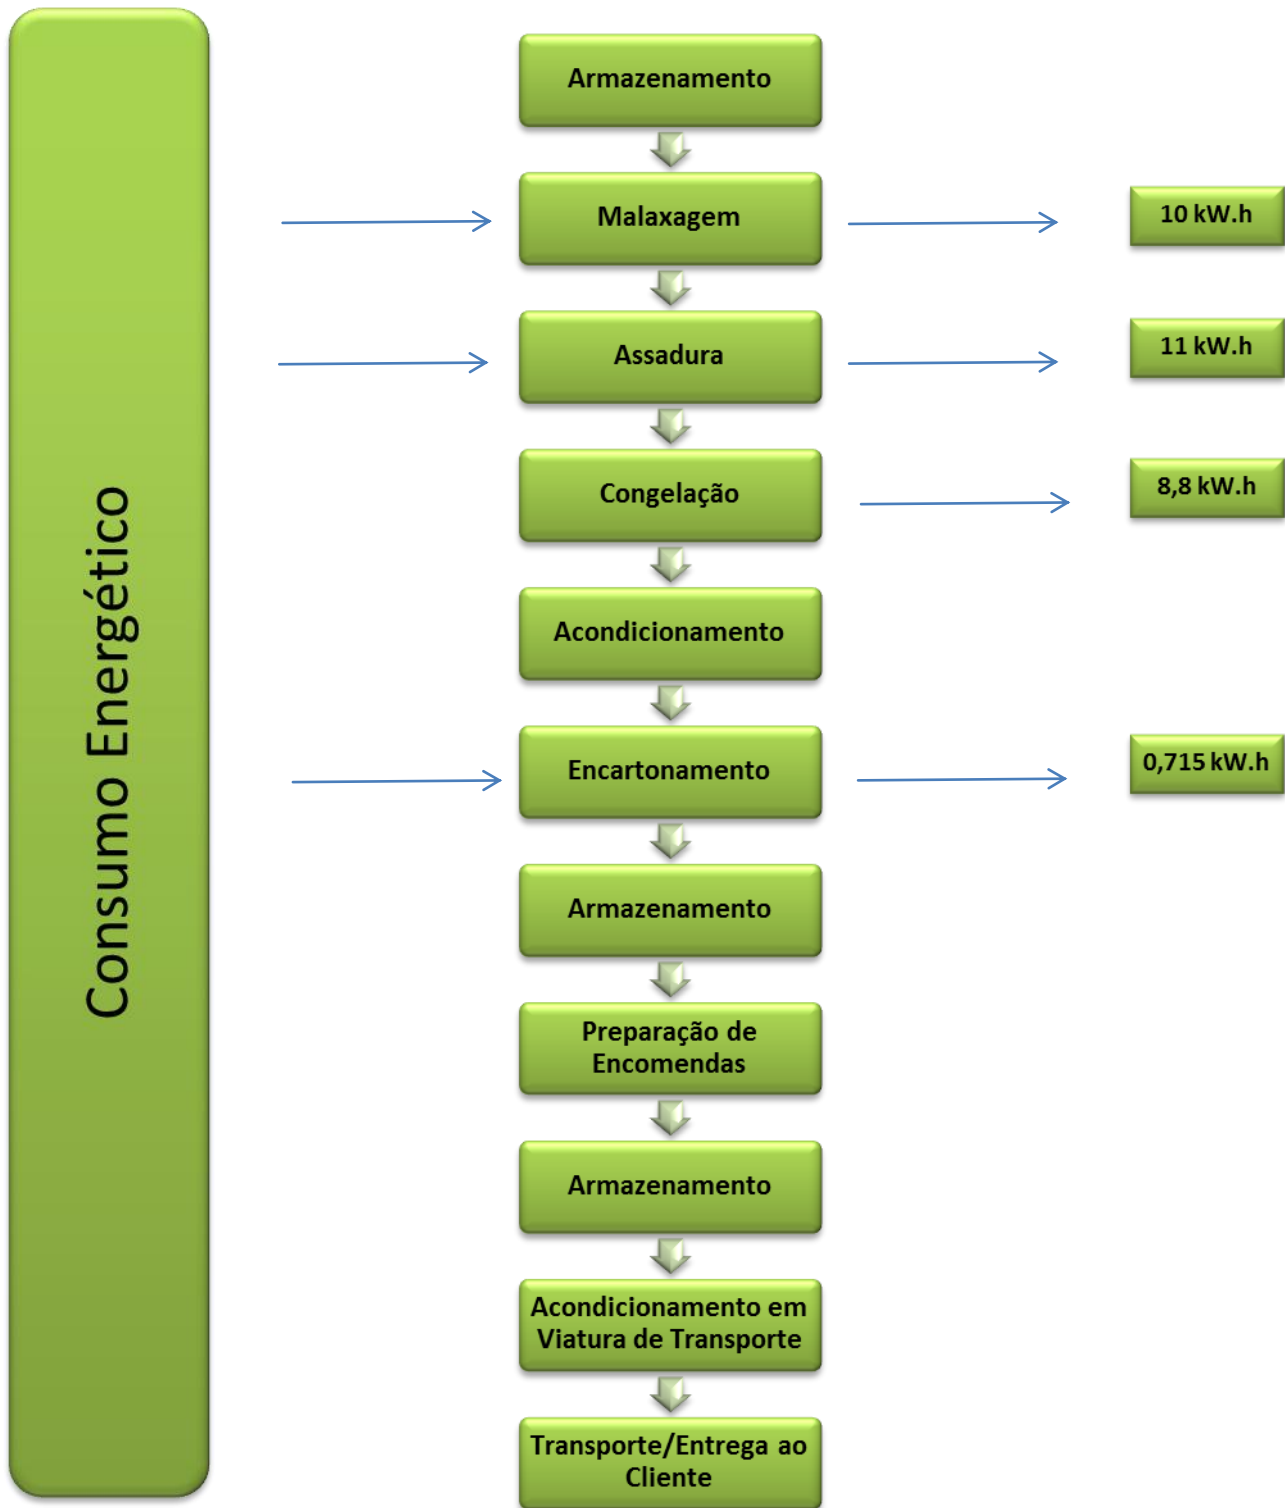 Consumo Energético
Armazenamento
Malaxagem
10 kW.h
Assadura
11 kW.h
Congelação
8,8 kW.h
Acondicionamento
Encartonamento
0,715 kW.h
Armazenamento
Preparação de
Encomendas
Armazenamento
Acondicionamento em
Viatura de Transporte
Transporte/Entrega ao
Cliente